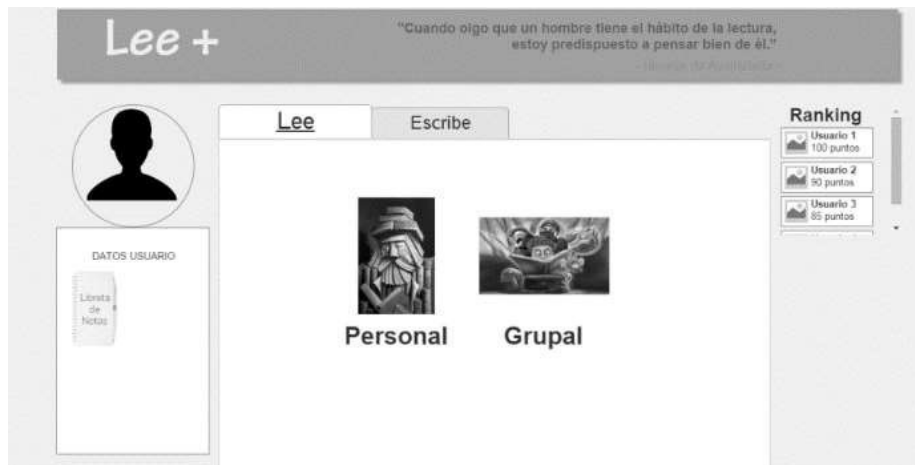 Lee +
"Cuando oigo que un hombre tiene el hábito de la lectura,
estoy predispuesto a pensar bien de él."
Lee
Escribe
Ranking
Usuario 1
100 puntos
Usuario 2
90 puntos
Usuario 3
85 puntos
DATOS USUARIO
Libreta
de
Notas
Personal
Grupal